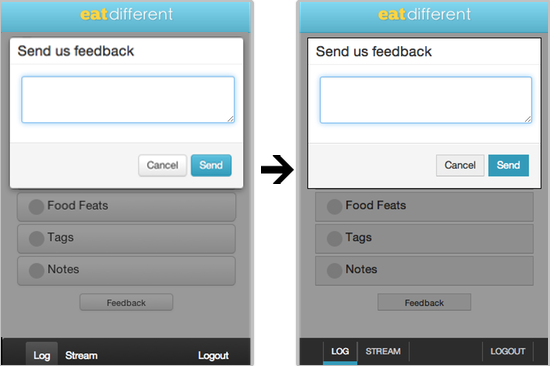 eatdifferent
Send us feedback
Cancel Send
Food Feats
Tags
Notes
Feedback
Log Stream Logout
eatdifferent
Send us feedback
Cancel Send
Food Feats
Tags
Notes
Feedback
LOG STREAM LOGOUT